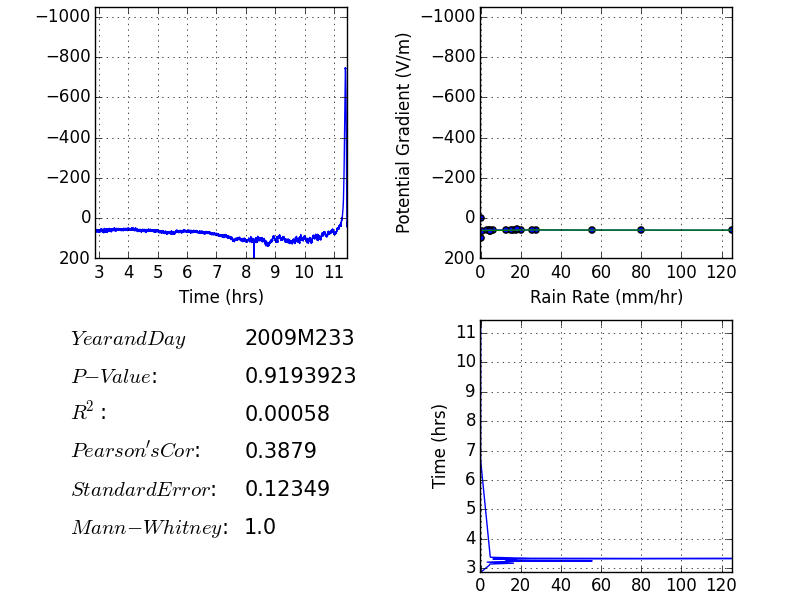 −1000
−800
−600
−400
−200
0
200
3 4 5 6 7 8 9 10 11
Time (hrs)
Potential Gradient (V/m)
−1000
−800
−600
−400
−200
0
200
0 20 40 60 80 100 120
Rain Rate (mm/hr)
YearandDay 2009M233
P−Value: 0.9193923
R²: 0.00058
Pearson'sCor: 0.3879
StandardError: 0.12349
Mann−Whitney: 1.0
Time (hrs)
11
10
9
8
7
6
5
4
3
0 20 40 60 80 100 120